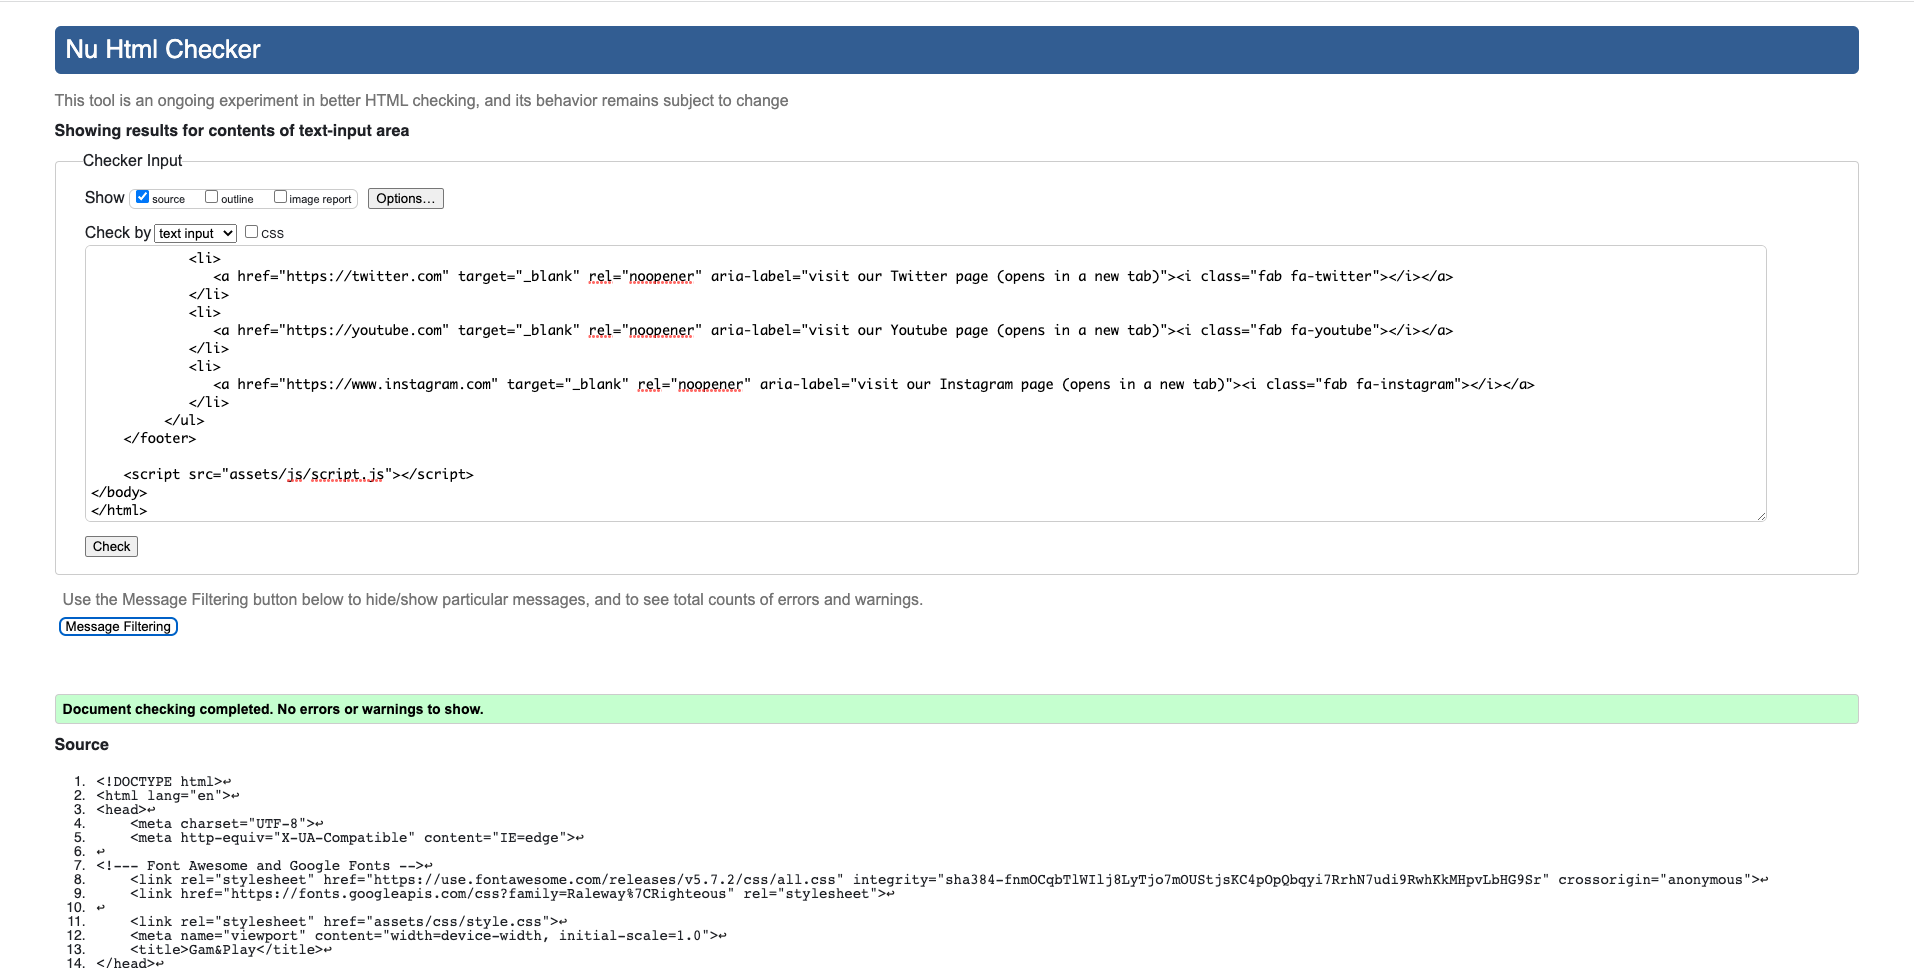 Nu Html Checker
This tool is an ongoing experiment in better HTML checking, and its behavior remains subject to change
Showing results for contents of text-input area
Checker Input
Show source outline image report Options...
Check by text input css
<li>
<a href="https://twitter.com" target="_blank" rel="noopener" aria-label="visit our Twitter page (opens in a new tab)"><i class="fab fa-twitter"></i></a>
</li>
<li>
<a href="https://youtube.com" target="_blank" rel="noopener" aria-label="visit our Youtube page (opens in a new tab)"><i class="fab fa-youtube"></i></a>
</li>
<li>
<a href="https://www.instagram.com" target="_blank" rel="noopener" aria-label="visit our Instagram page (opens in a new tab)"><i class="fab fa-instagram"></i></a>
</li>
</ul>
</footer>
<script src="assets/js/script.js"></script>
</body>
</html>
Check
Use the Message Filtering button below to hide/show particular messages, and to see total counts of errors and warnings.
Message Filtering
Document checking completed. No errors or warnings to show.
Source
1. <!DOCTYPE html>↩
2. <html lang="en">↩
3. <head>↩
4. <meta charset="UTF-8">↩
5. <meta http-equiv="X-UA-Compatible" content="IE=edge">↩
6. ↩
7. <!--- Font Awesome and Google Fonts -->↩
8. <link rel="stylesheet" href="https://use.fontawesome.com/releases/v5.7.2/css/all.css" integrity="sha384-fnmOCqbTlWIlj8LyTjo7mOUStjsKC4pOpQbqyi7RrhN7udi9RwhKkMHpvLbHG9Sr" crossorigin="anonymous">↩
9. <link href="https://fonts.googleapis.com/css?family=Raleway%7CRighteous" rel="stylesheet">↩
10. ↩
11. <link rel="stylesheet" href="assets/css/style.css">↩
12. <meta name="viewport" content="width=device-width, initial-scale=1.0">↩
13. <title>Gam&Play</title>↩
14. </head>↩